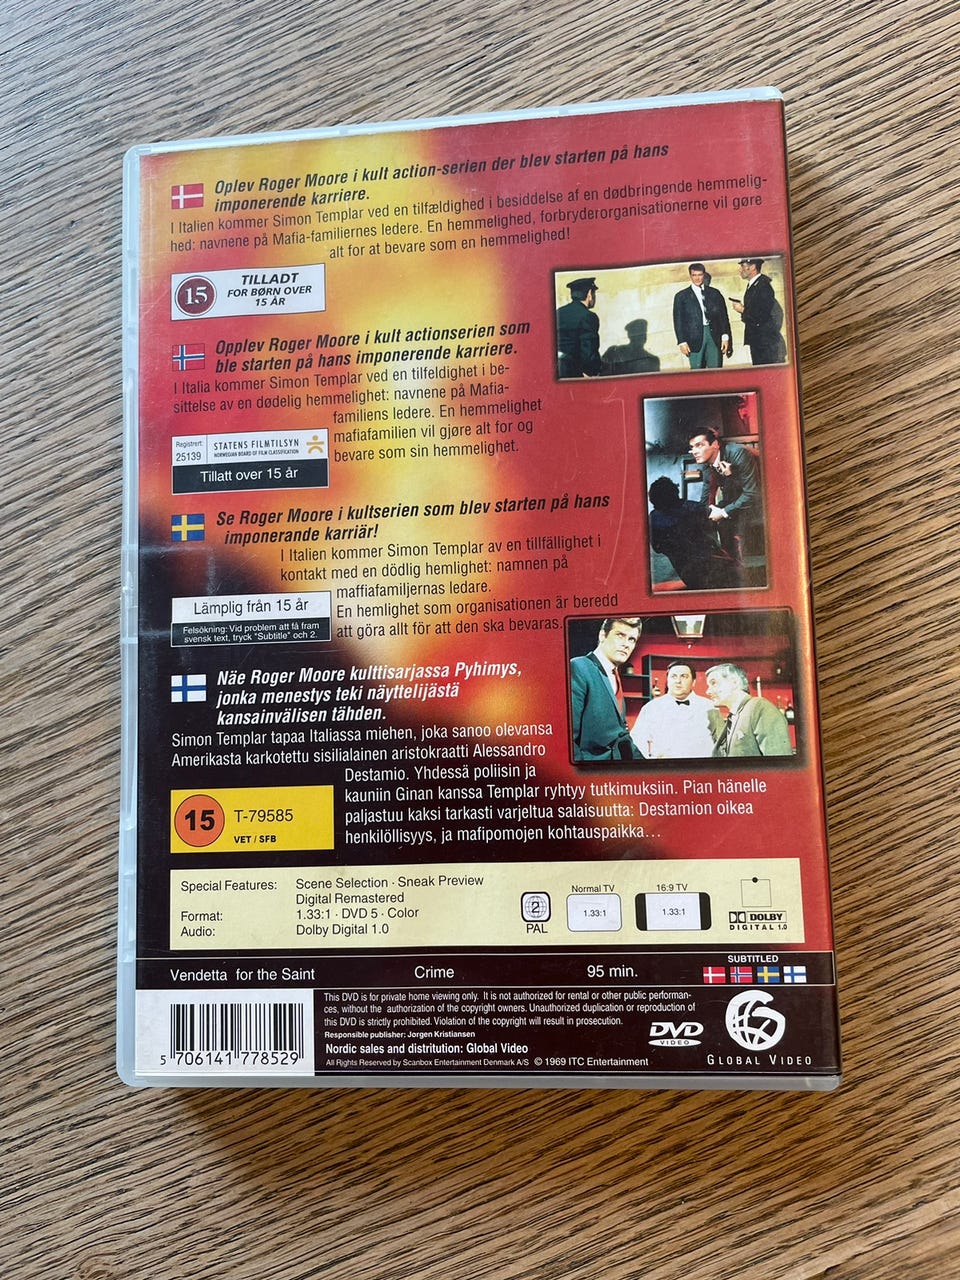 Oplev Roger Moore i kult action-serien der blev starten på hans
imponerende karriere.
I Italien kommer Simon Templar ved en tilfældighed i besiddelse af en dødbringende hemmelig-
hed: navnene på Mafia-familiernes ledere. En hemmelighed, forbryderorganisationerne vil gøre
alt for at bevare som en hemmelighed!
15
TILLADT
FOR BØRN OVER
15 ÅR
Opplev Roger Moore i kult actionserien som
ble starten på hans imponerende karriere.
I Italia kommer Simon Templar ved en tilfeldighet i be-
sittelse av en dødelig hemmelighet: navnene på Mafia-
familiens ledere. En hemmelighet
mafiafamilien vil gjøre alt for og
bevare som sin hemmelighet.
Registrert:
25139
STATENS FILMTILSYN
NORWEGIAN BOARD OF FILM CLASSIFICATION
Tillatt over 15 år
Se Roger Moore i kultserien som blev starten på hans
imponerande karriär!
I Italien kommer Simon Templar av en tillfällighet i
kontakt med en dödlig hemlighet: namnen på
maffiafamiljernas ledare.
En hemlighet som organisationen är beredd
att göra allt för att den ska bevaras.
Lämplig från 15 år
Felsökning: Vid problem att få fram
svensk text, tryck "Subtitle" och 2.
Näe Roger Moore kulttisarjassa Pyhimys,
jonka menestys teki näyttelijästä
kansainvälisen tähden.
Simon Templar tapaa Italiassa miehen, joka sanoo olevansa
Amerikasta karkotettu sisilialainen aristokraatti Alessandro
Destamio. Yhdessä poliisin ja
kauniin Ginan kanssa Templar ryhtyy tutkimuksiin. Pian hänelle
paljastuu kaksi tarkasti varjeltua salaisuutta: Destamion oikea
henkilöllisyys, ja mafipomojen kohtauspaikka...
15
T-79585
VET / SFB
Special Features: Scene Selection · Sneak Preview
Digital Remastered
Format: 1.33:1 · DVD 5 · Color
Audio: Dolby Digital 1.0
2
PAL
Normal TV
1.33:1
16:9 TV
1.33:1
DOLBY
DIGITAL 1.0
Vendetta for the Saint Crime 95 min.
SUBTITLED
5 706141 778529
This DVD is for private home viewing only. It is not authorized for rental or other public performan-
ces, without the authorization of the copyright owners. Unauthorized duplication or reproduction of
this DVD is strictly prohibited. Violation of the copyright will result in prosecution.
Responsible publisher: Jorgen Kristiansen
Nordic sales and distrition: Global Video
All Rights Reserved by Scanbox Entertainment Denmark A/S © 1969 ITC Entertainment
DVD
VIDEO
GLOBAL VIDEO